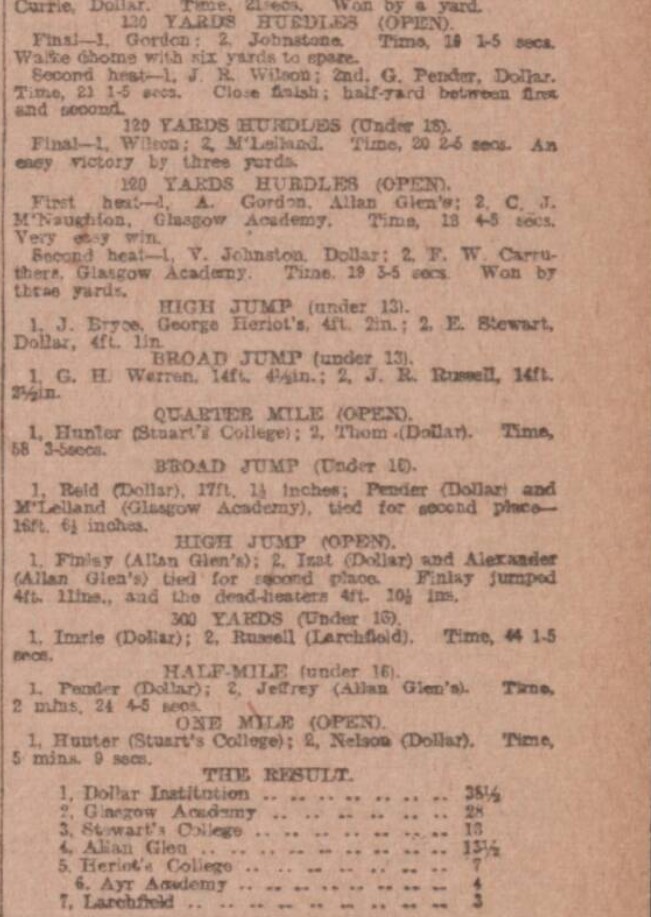 Currie, Dollar. Time, 21secs. Won by a yard.
120 YARDS HURDLES (OPEN).
Final—1, Gordon; 2, Johnstone. Time, 19 1-5 secs.
Walke dhome with six yards to spare.
Second heat—1, J. R. Wilson; 2nd, G. Pender, Dollar.
Time, 21 1-5 secs. Close finish; half-yard between first
and second.
120 YARDS HURDLES (Under 16).
Final—1, Wilson; 2, M'Lelland. Time, 20 2-5 secs. An
easy victory by three yards.
120 YARDS HURDLES (OPEN).
First heat—1, A. Gordon, Allan Glen's; 2, C. J.
M'Naughton, Glasgow Academy. Time, 18 4-5 secs.
Very easy win.
Second heat—1, V. Johnston, Dollar; 2, F. W. Carru-
thers, Glasgow Academy. Time. 19 3-5 secs. Won by
three yards.
HIGH JUMP (under 13).
1, J. Bryce, George Heriot's, 4ft. 2in.; 2, E. Stewart,
Dollar, 4ft. 1in.
BROAD JUMP (under 13).
1, G. H. Warren, 14ft. 4½in.; 2, J. R. Russell, 14ft.
3½in.
QUARTER MILE (OPEN).
1, Hunter (Stuart's College); 2, Thom (Dollar). Time,
58 3-5secs.
BROAD JUMP (Under 16).
1, Reid (Dollar), 17ft. 1½ inches; Pender (Dollar) and
M'Lelland (Glasgow Academy), tied for second place—
16ft. 6½ inches.
HIGH JUMP (OPEN).
1, Finlay (Allan Glen's); 2, Izat (Dollar) and Alexander
(Allan Glen's) tied for second place. Finlay jumped
4ft. 11ins., and the dead-heaters 4ft. 10½ ins.
300 YARDS (Under 15).
1, Imrie (Dollar); 2, Russell (Larchfield). Time, 44 1-5
secs.
HALF-MILE (under 16).
1, Pender (Dollar); 2, Jeffrey (Allan Glen's). Time,
2 mins. 24 4-5 secs.
ONE MILE (OPEN).
1, Hunter (Stuart's College); 2, Nelson (Dollar). Time,
5 mins. 9 secs.
THE RESULT.
1, Dollar Institution .. .. .. .. .. .. .. 38½
2, Glasgow Academy .. .. .. .. .. .. .. 28
3, Stewart's College .. .. .. .. .. .. ..
4, Allan Glen .. .. .. .. .. .. .. .. 13½
5. Heriot's College .. .. .. .. .. .. .. 7
6. Ayr Academy .. .. .. .. .. .. .. 4
7, Larchfield .. .. .. .. .. .. .. .. 3